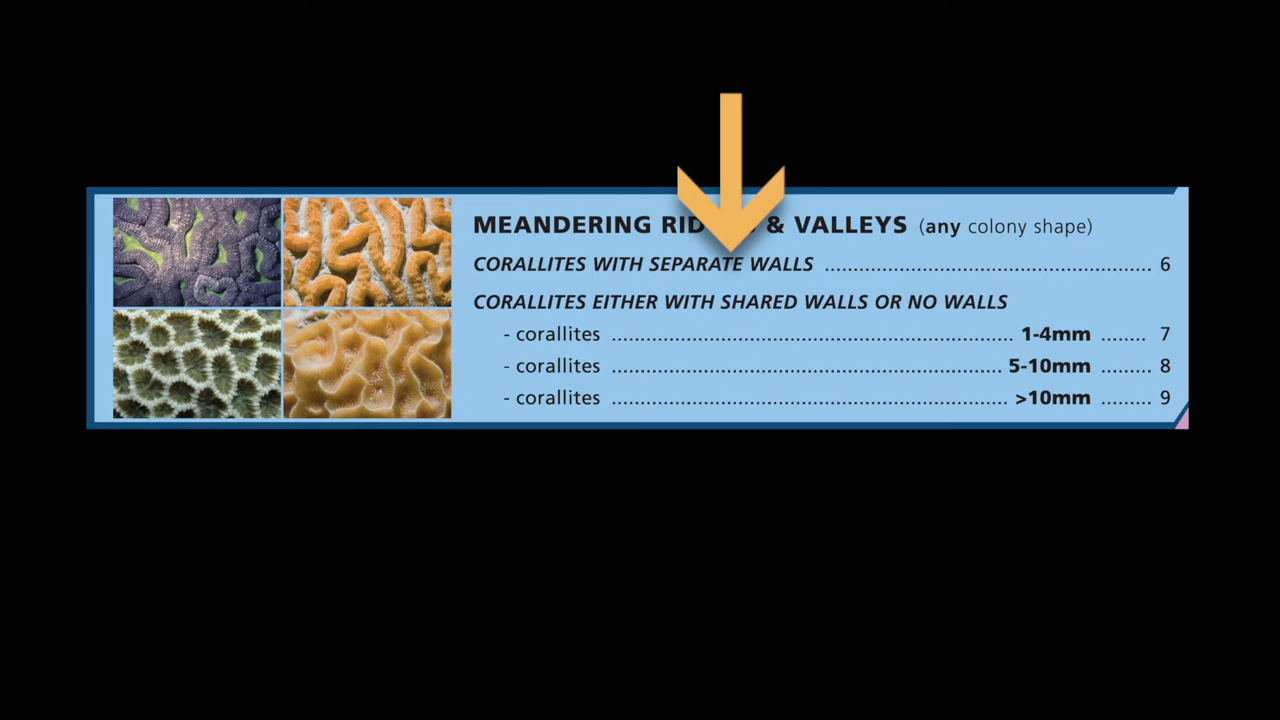 MEANDERING & VALLEYS (any colony shape)
CORALLITES WITH SEPARATE WALLS ........................................................ 6
CORALLITES EITHER WITH SHARED WALLS OR NO WALLS
- corallites .................................................................... 1-4mm ........ 7
- corallites .................................................................. 5-10mm ......... 8
- corallites ................................................................... >10mm ......... 9